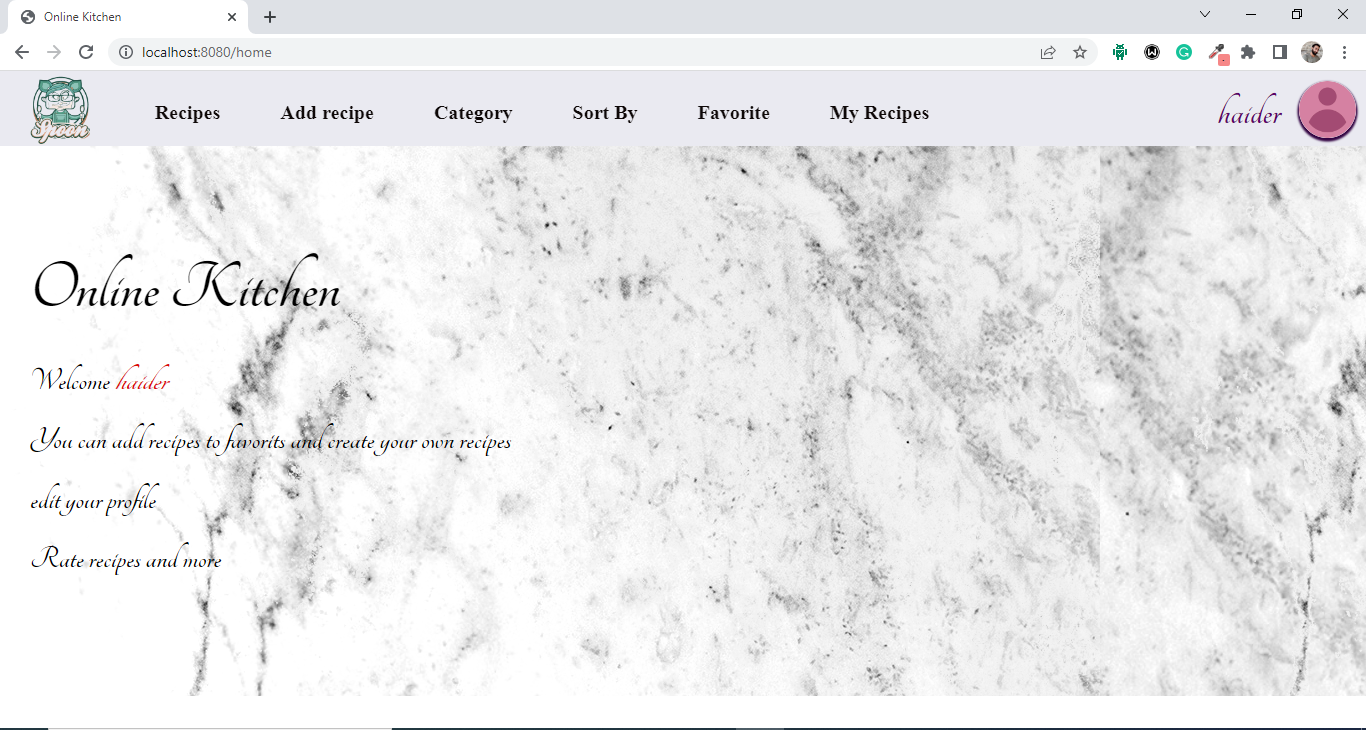 Online Kitchen
localhost:8080/home
Spoon
Recipes
Add recipe
Category
Sort By
Favorite
My Recipes
haider
Online Kitchen
Welcome haider
You can add recipes to favorits and create your own recipes
edit your profile
Rate recipes and more